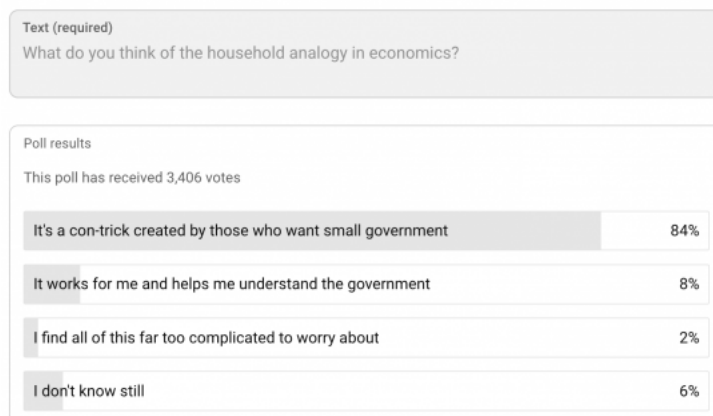 Text (required)
What do you think of the household analogy in economics?
Poll results
This poll has received 3,406 votes
It's a con-trick created by those who want small government 84%
It works for me and helps me understand the government 8%
I find all of this far too complicated to worry about 2%
I don't know still 6%